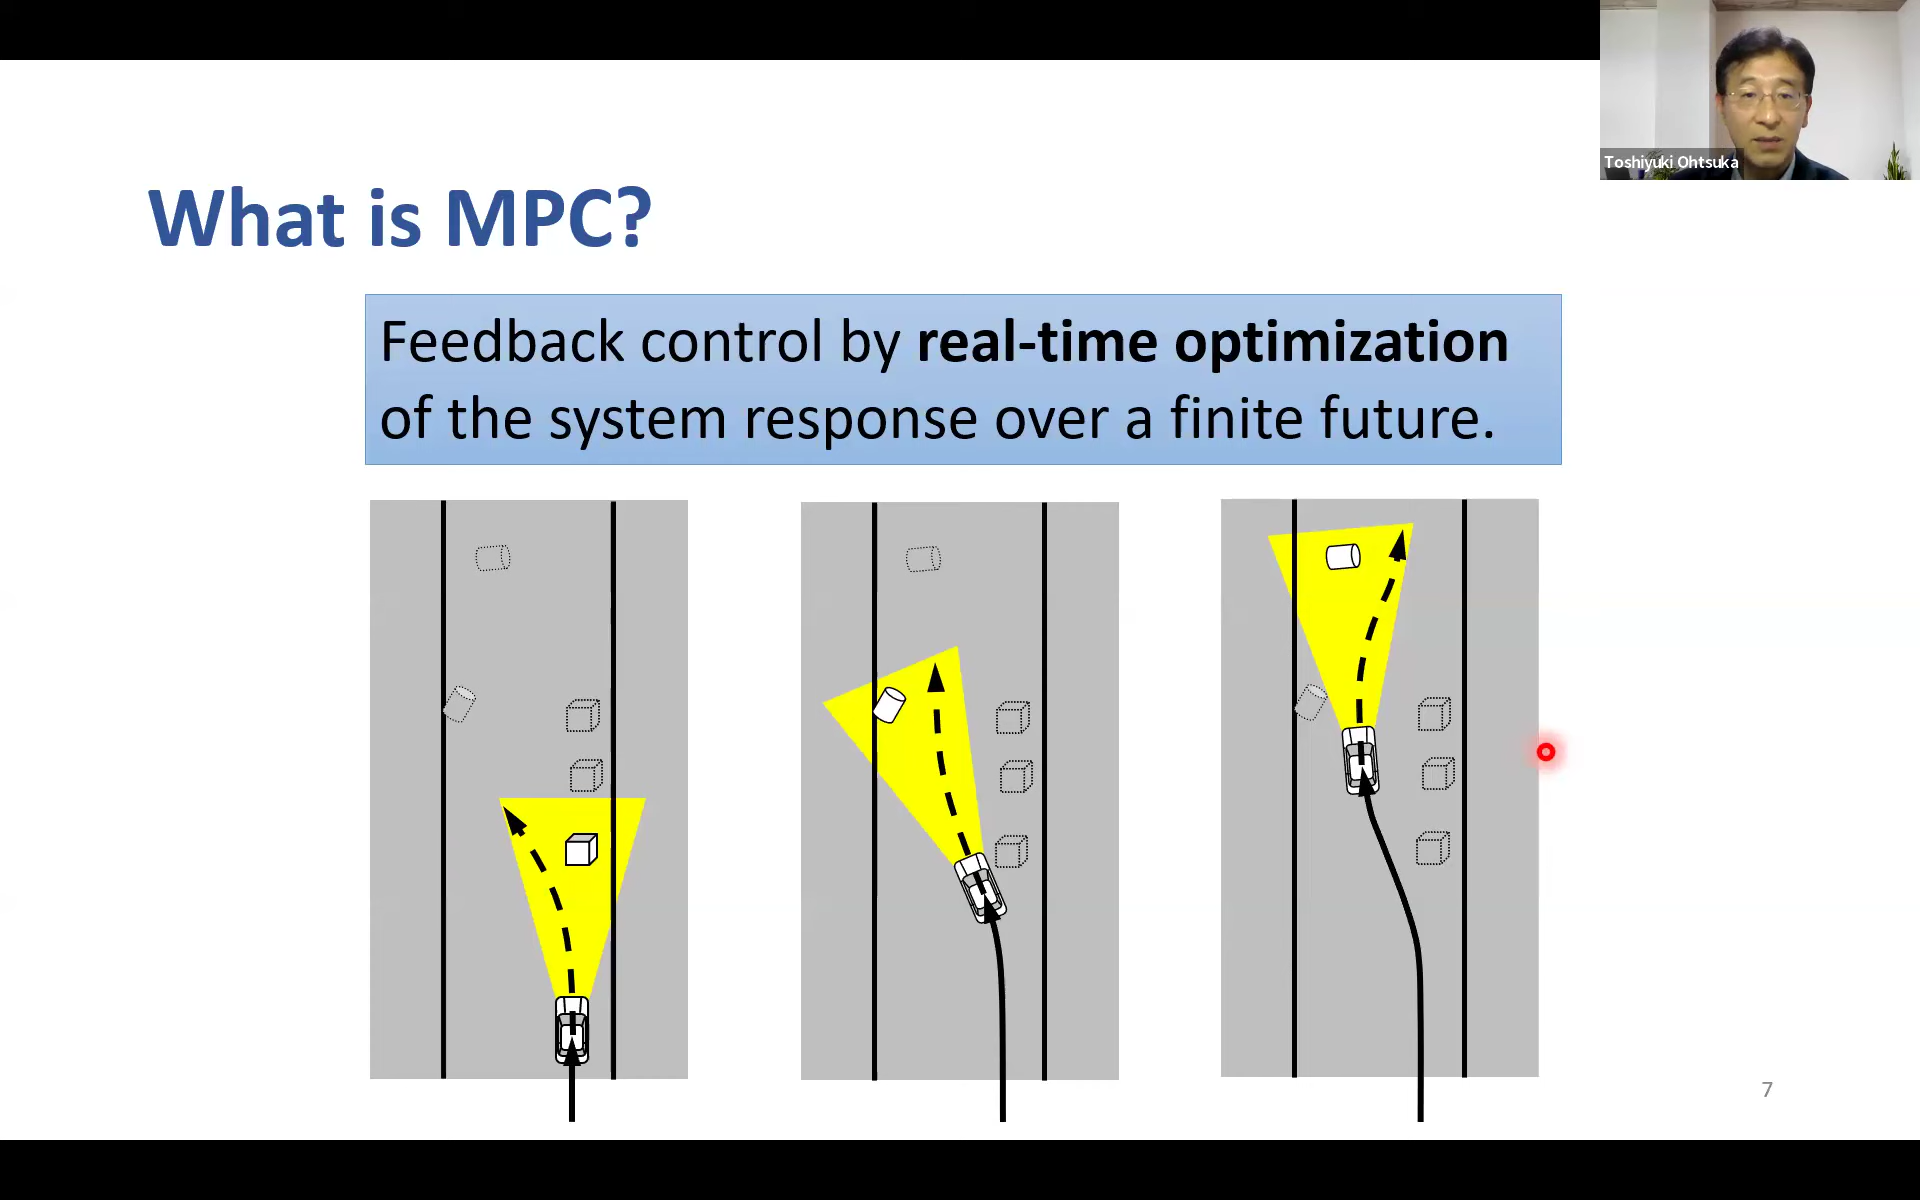 Toshiyuki Ohtsuka
What is MPC?
Feedback control by real-time optimization
of the system response over a finite future.
7